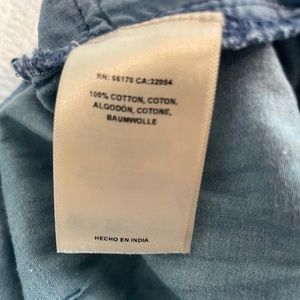 RN: 56170 CA:32054
100% COTTON, COTON,
ALGODÓN, COTONE,
BAUMWOLLE
HECHO EN INDIA